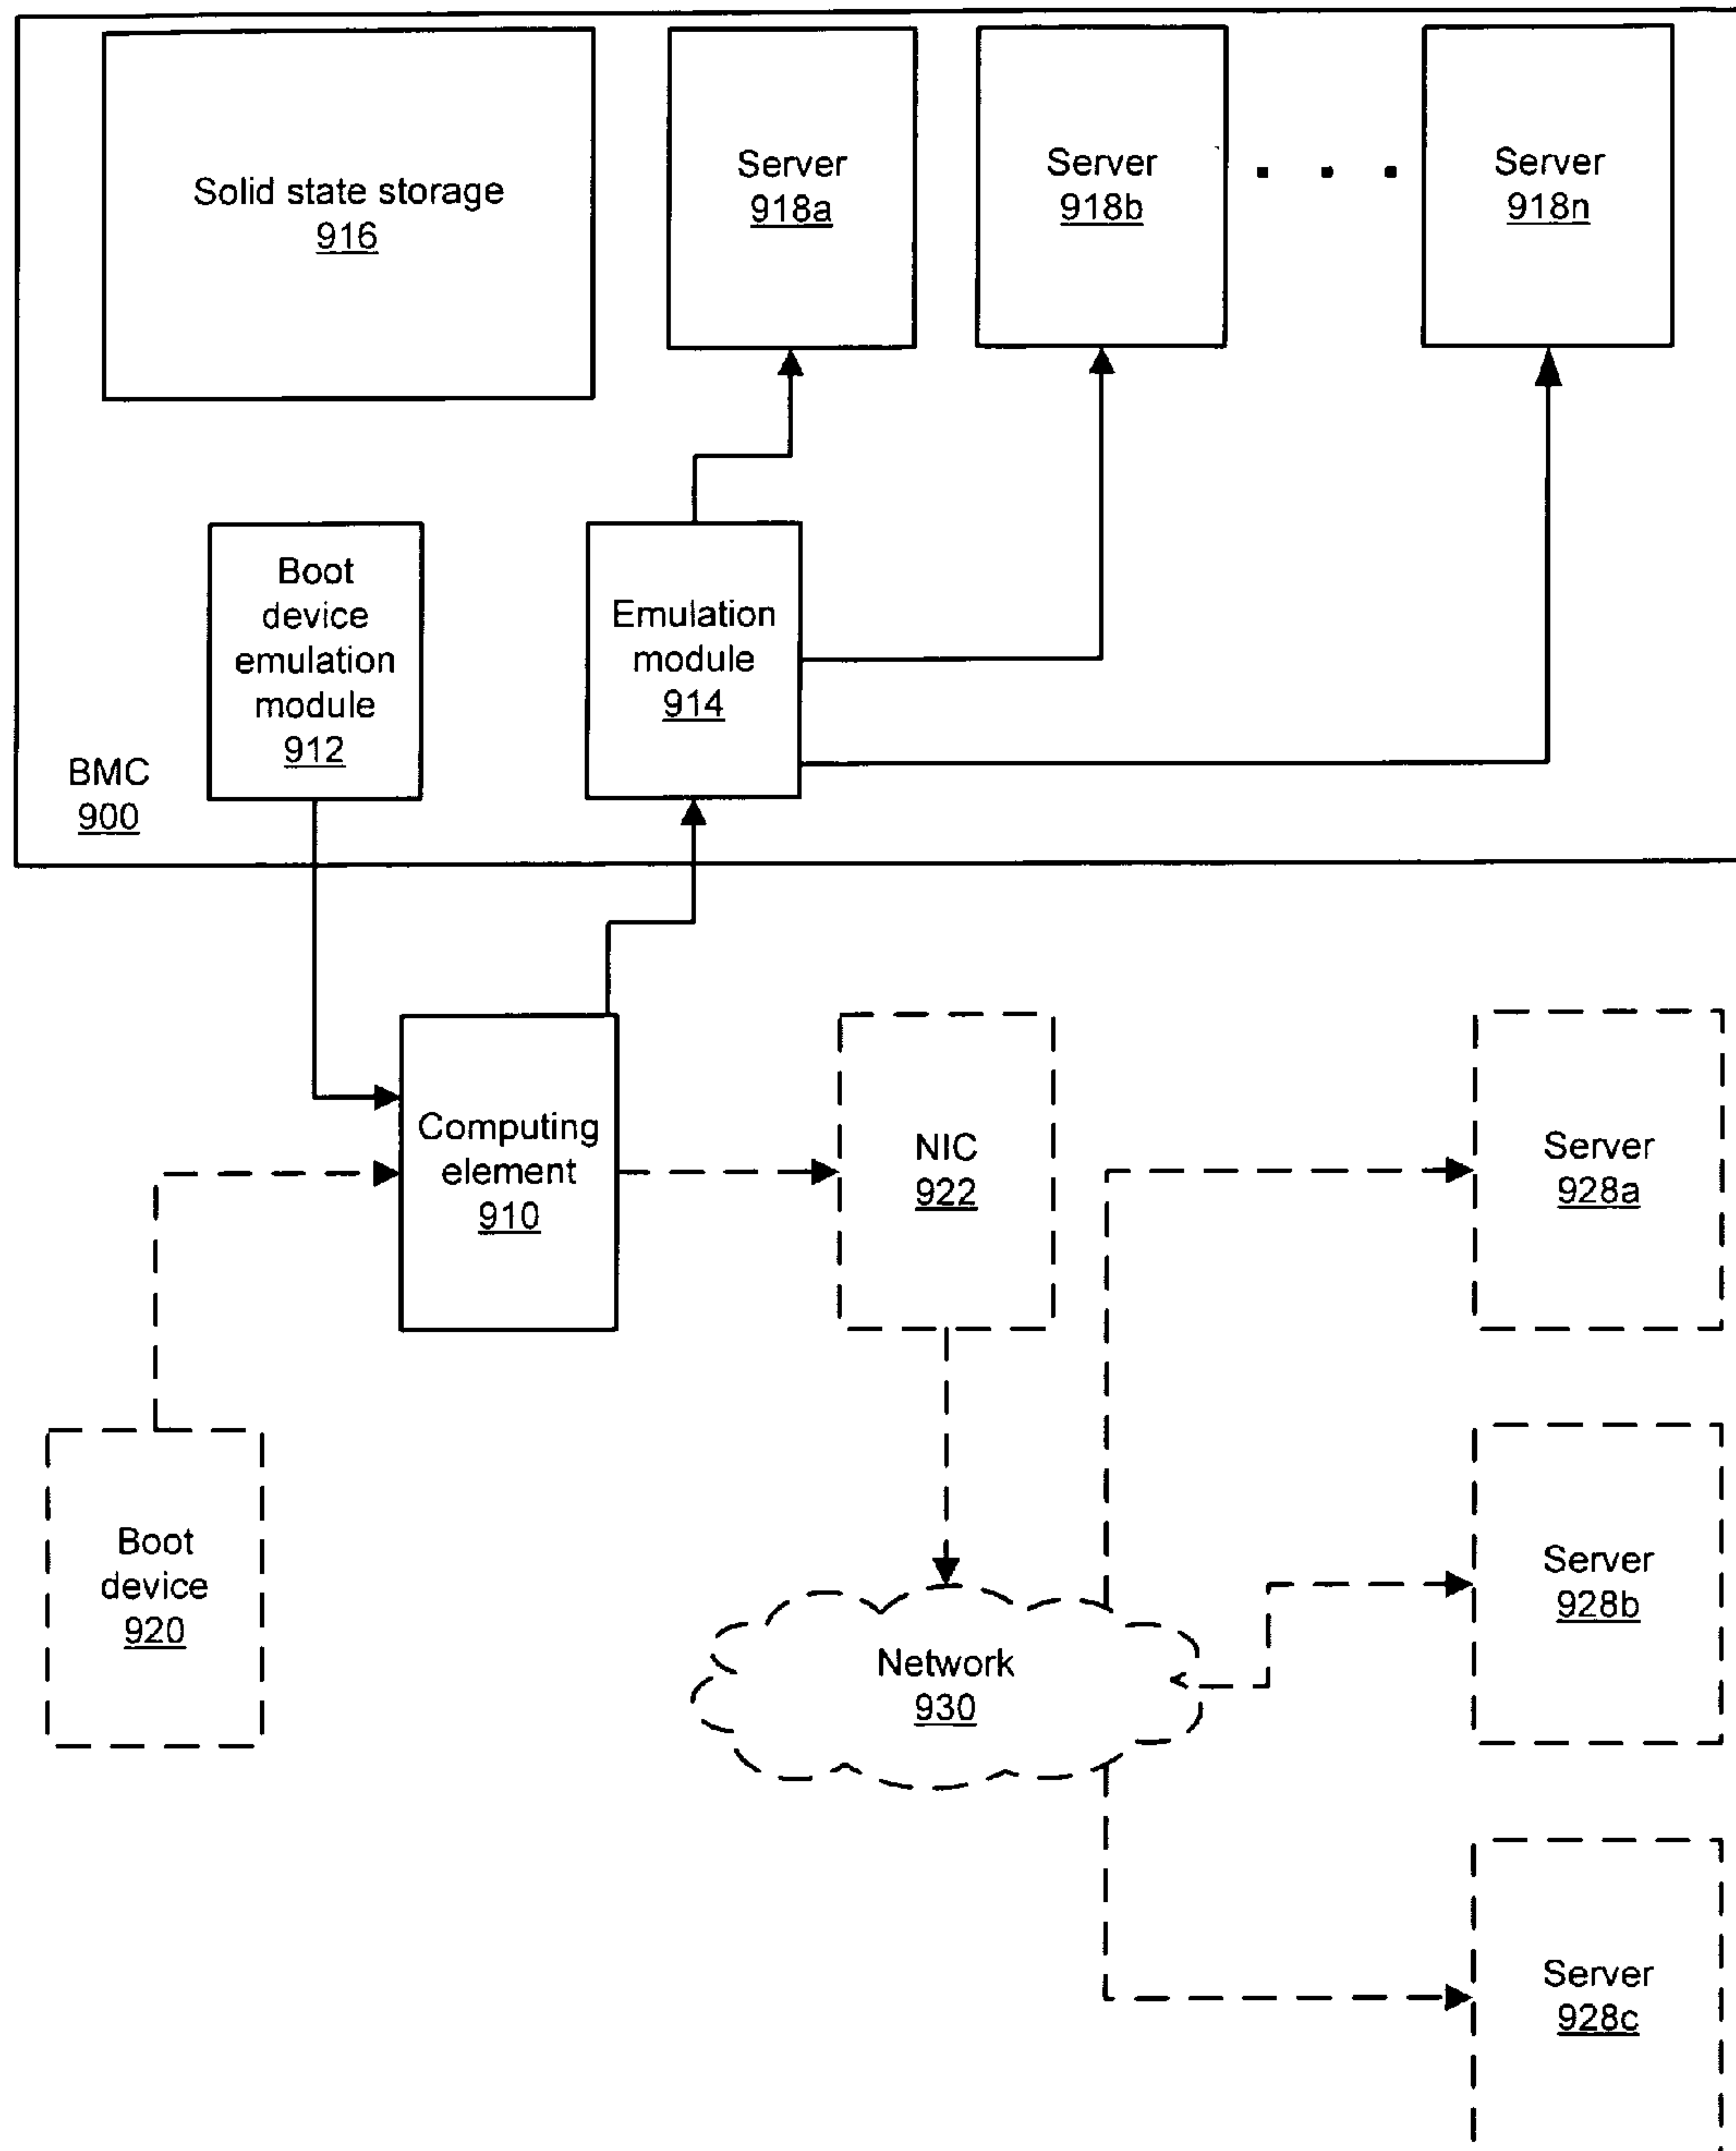 Solid state storage
916
Server
918a
Server
918b
. . .
Server
918n
Boot
device
emulation
module
912
Emulation
module
914
BMC
900
Computing
element
910
NIC
922
Server
928a
Boot
device
920
Network
930
Server
928b
Server
928c